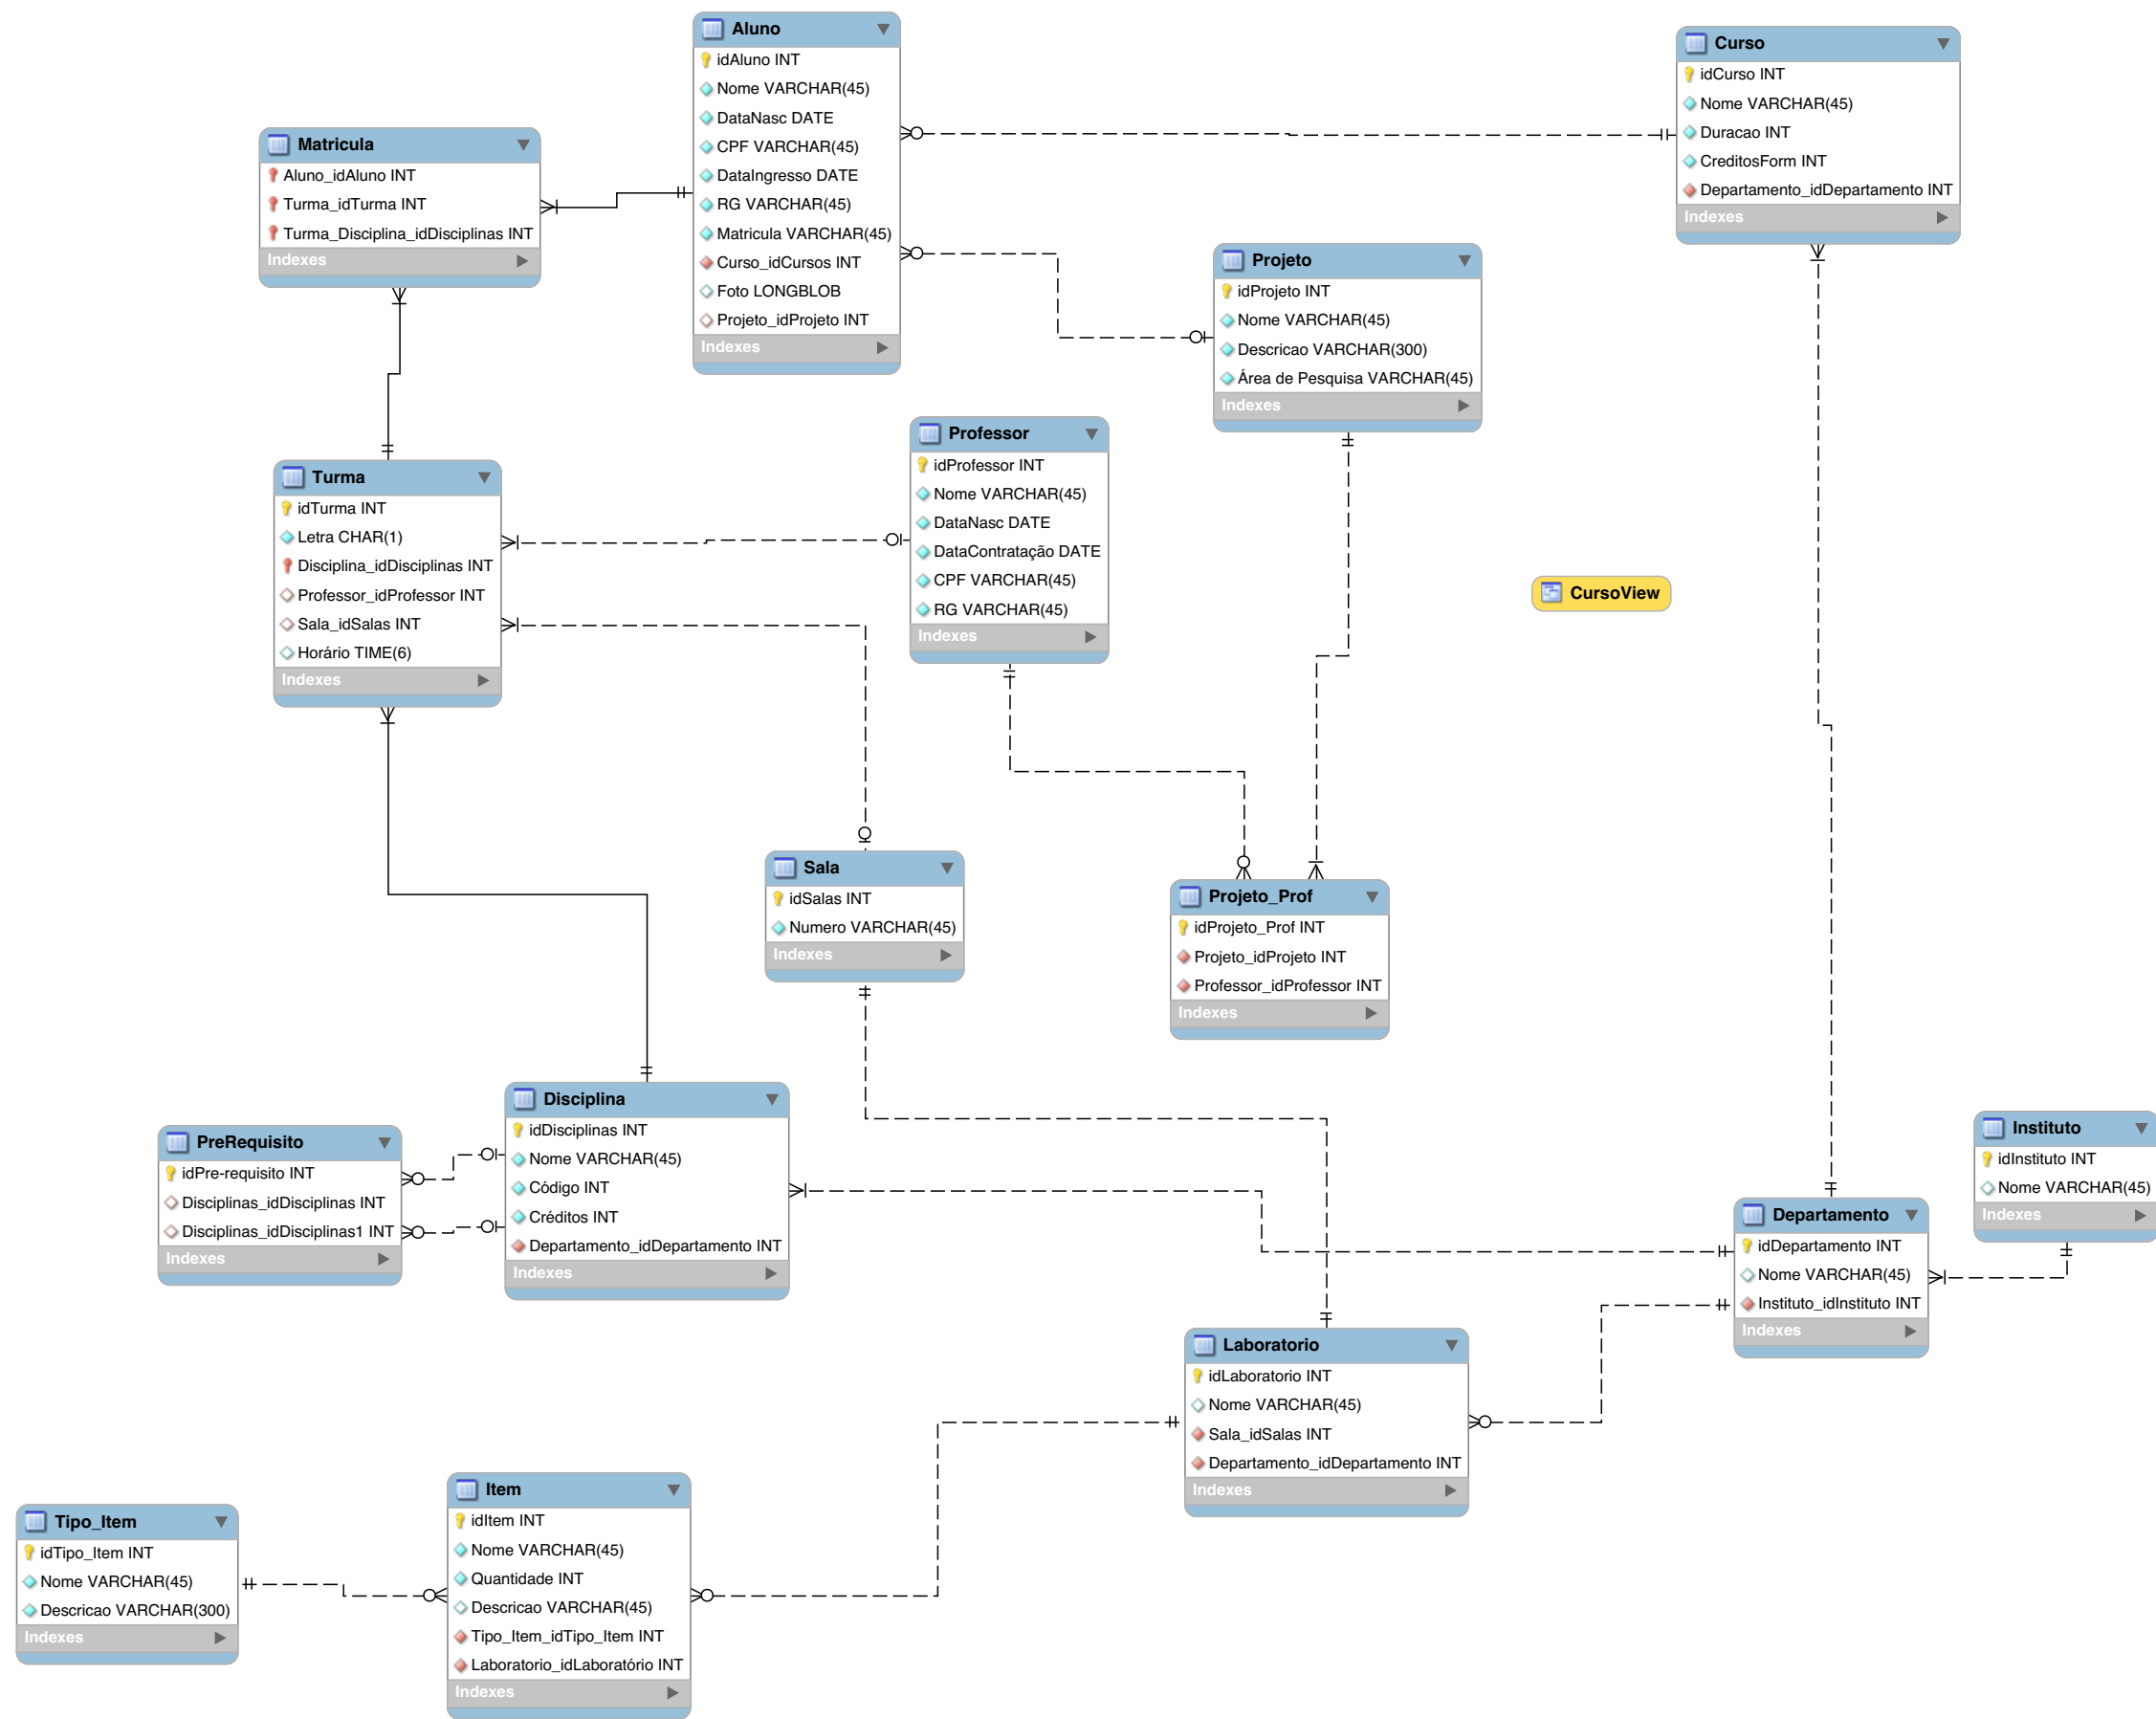 Aluno
idAluno INT
Nome VARCHAR(45)
DataNasc DATE
CPF VARCHAR(45)
DataIngresso DATE
RG VARCHAR(45)
Matricula VARCHAR(45)
Curso_idCursos INT
Foto LONGBLOB
Projeto_idProjeto INT
Indexes
Curso
idCurso INT
Nome VARCHAR(45)
Duracao INT
CreditosForm INT
Departamento_idDepartamento INT
Indexes
Matricula
Aluno_idAluno INT
Turma_idTurma INT
Turma_Disciplina_idDisciplinas INT
Indexes
Projeto
idProjeto INT
Nome VARCHAR(45)
Descricao VARCHAR(300)
Área de Pesquisa VARCHAR(45)
Indexes
Professor
idProfessor INT
Nome VARCHAR(45)
DataNasc DATE
DataContratação DATE
CPF VARCHAR(45)
RG VARCHAR(45)
Indexes
Turma
idTurma INT
Letra CHAR(1)
Disciplina_idDisciplinas INT
Professor_idProfessor INT
Sala_idSalas INT
Horário TIME(6)
Indexes
CursoView
Sala
idSalas INT
Numero VARCHAR(45)
Indexes
Projeto_Prof
idProjeto_Prof INT
Projeto_idProjeto INT
Professor_idProfessor INT
Indexes
Disciplina
idDisciplinas INT
Nome VARCHAR(45)
Código INT
Créditos INT
Departamento_idDepartamento INT
Indexes
PreRequisito
idPre-requisito INT
Disciplinas_idDisciplinas INT
Disciplinas_idDisciplinas1 INT
Indexes
Instituto
idInstituto INT
Nome VARCHAR(45)
Indexes
Departamento
idDepartamento INT
Nome VARCHAR(45)
Instituto_idInstituto INT
Indexes
Laboratorio
idLaboratorio INT
Nome VARCHAR(45)
Sala_idSalas INT
Departamento_idDepartamento INT
Indexes
Item
idItem INT
Nome VARCHAR(45)
Quantidade INT
Descricao VARCHAR(45)
Tipo_Item_idTipo_Item INT
Laboratorio_idLaboratório INT
Indexes
Tipo_Item
idTipo_Item INT
Nome VARCHAR(45)
Descricao VARCHAR(300)
Indexes